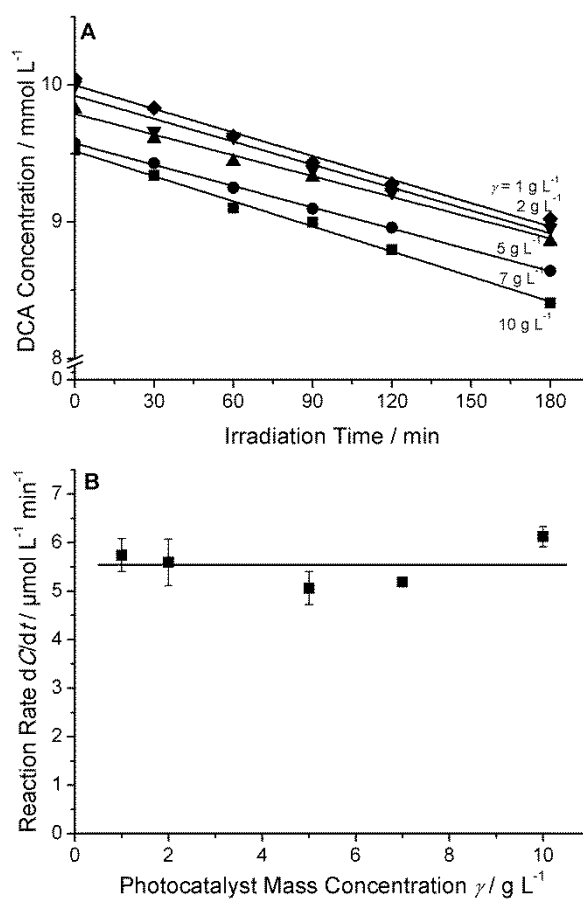 A
10
9
8
0
DCA Concentration / mmol L⁻¹
γ = 1 g L⁻¹
2 g L⁻¹
5 g L⁻¹
7 g L⁻¹
10 g L⁻¹
0 30 60 90 120 150 180
Irradiation Time / min
B
7
6
5
4
3
2
1
0
Reaction Rate dC/dt / µmol L⁻¹ min⁻¹
0 2 4 6 8 10
Photocatalyst Mass Concentration γ / g L⁻¹